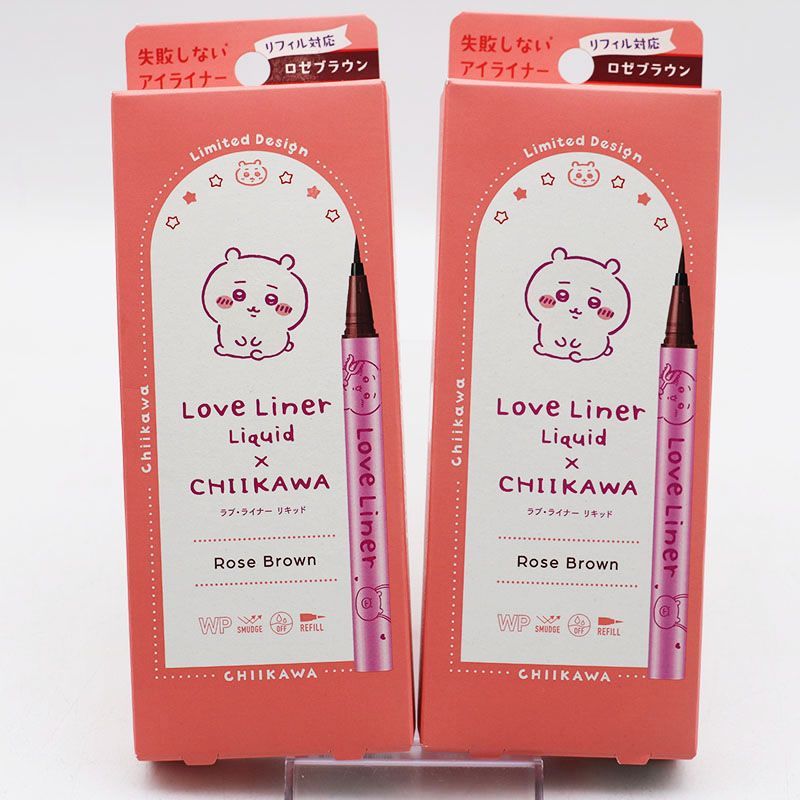 失敗しない
アイライナー
リフィル対応
ロゼブラウン
Limited Design
Chiikawa
Love Liner
Liquid
×
CHIIKAWA
ラブ・ライナー リキッド
Rose Brown
WP
SMUDGE
OFF
REFILL
CHIIKAWA
Love Liner
失敗しない
アイライナー
リフィル対応
ロゼブラウン
Limited Design
Chiikawa
Love Liner
Liquid
×
CHIIKAWA
ラブ・ライナー リキッド
Rose Brown
WP
SMUDGE
OFF
REFILL
CHIIKAWA
Love Liner